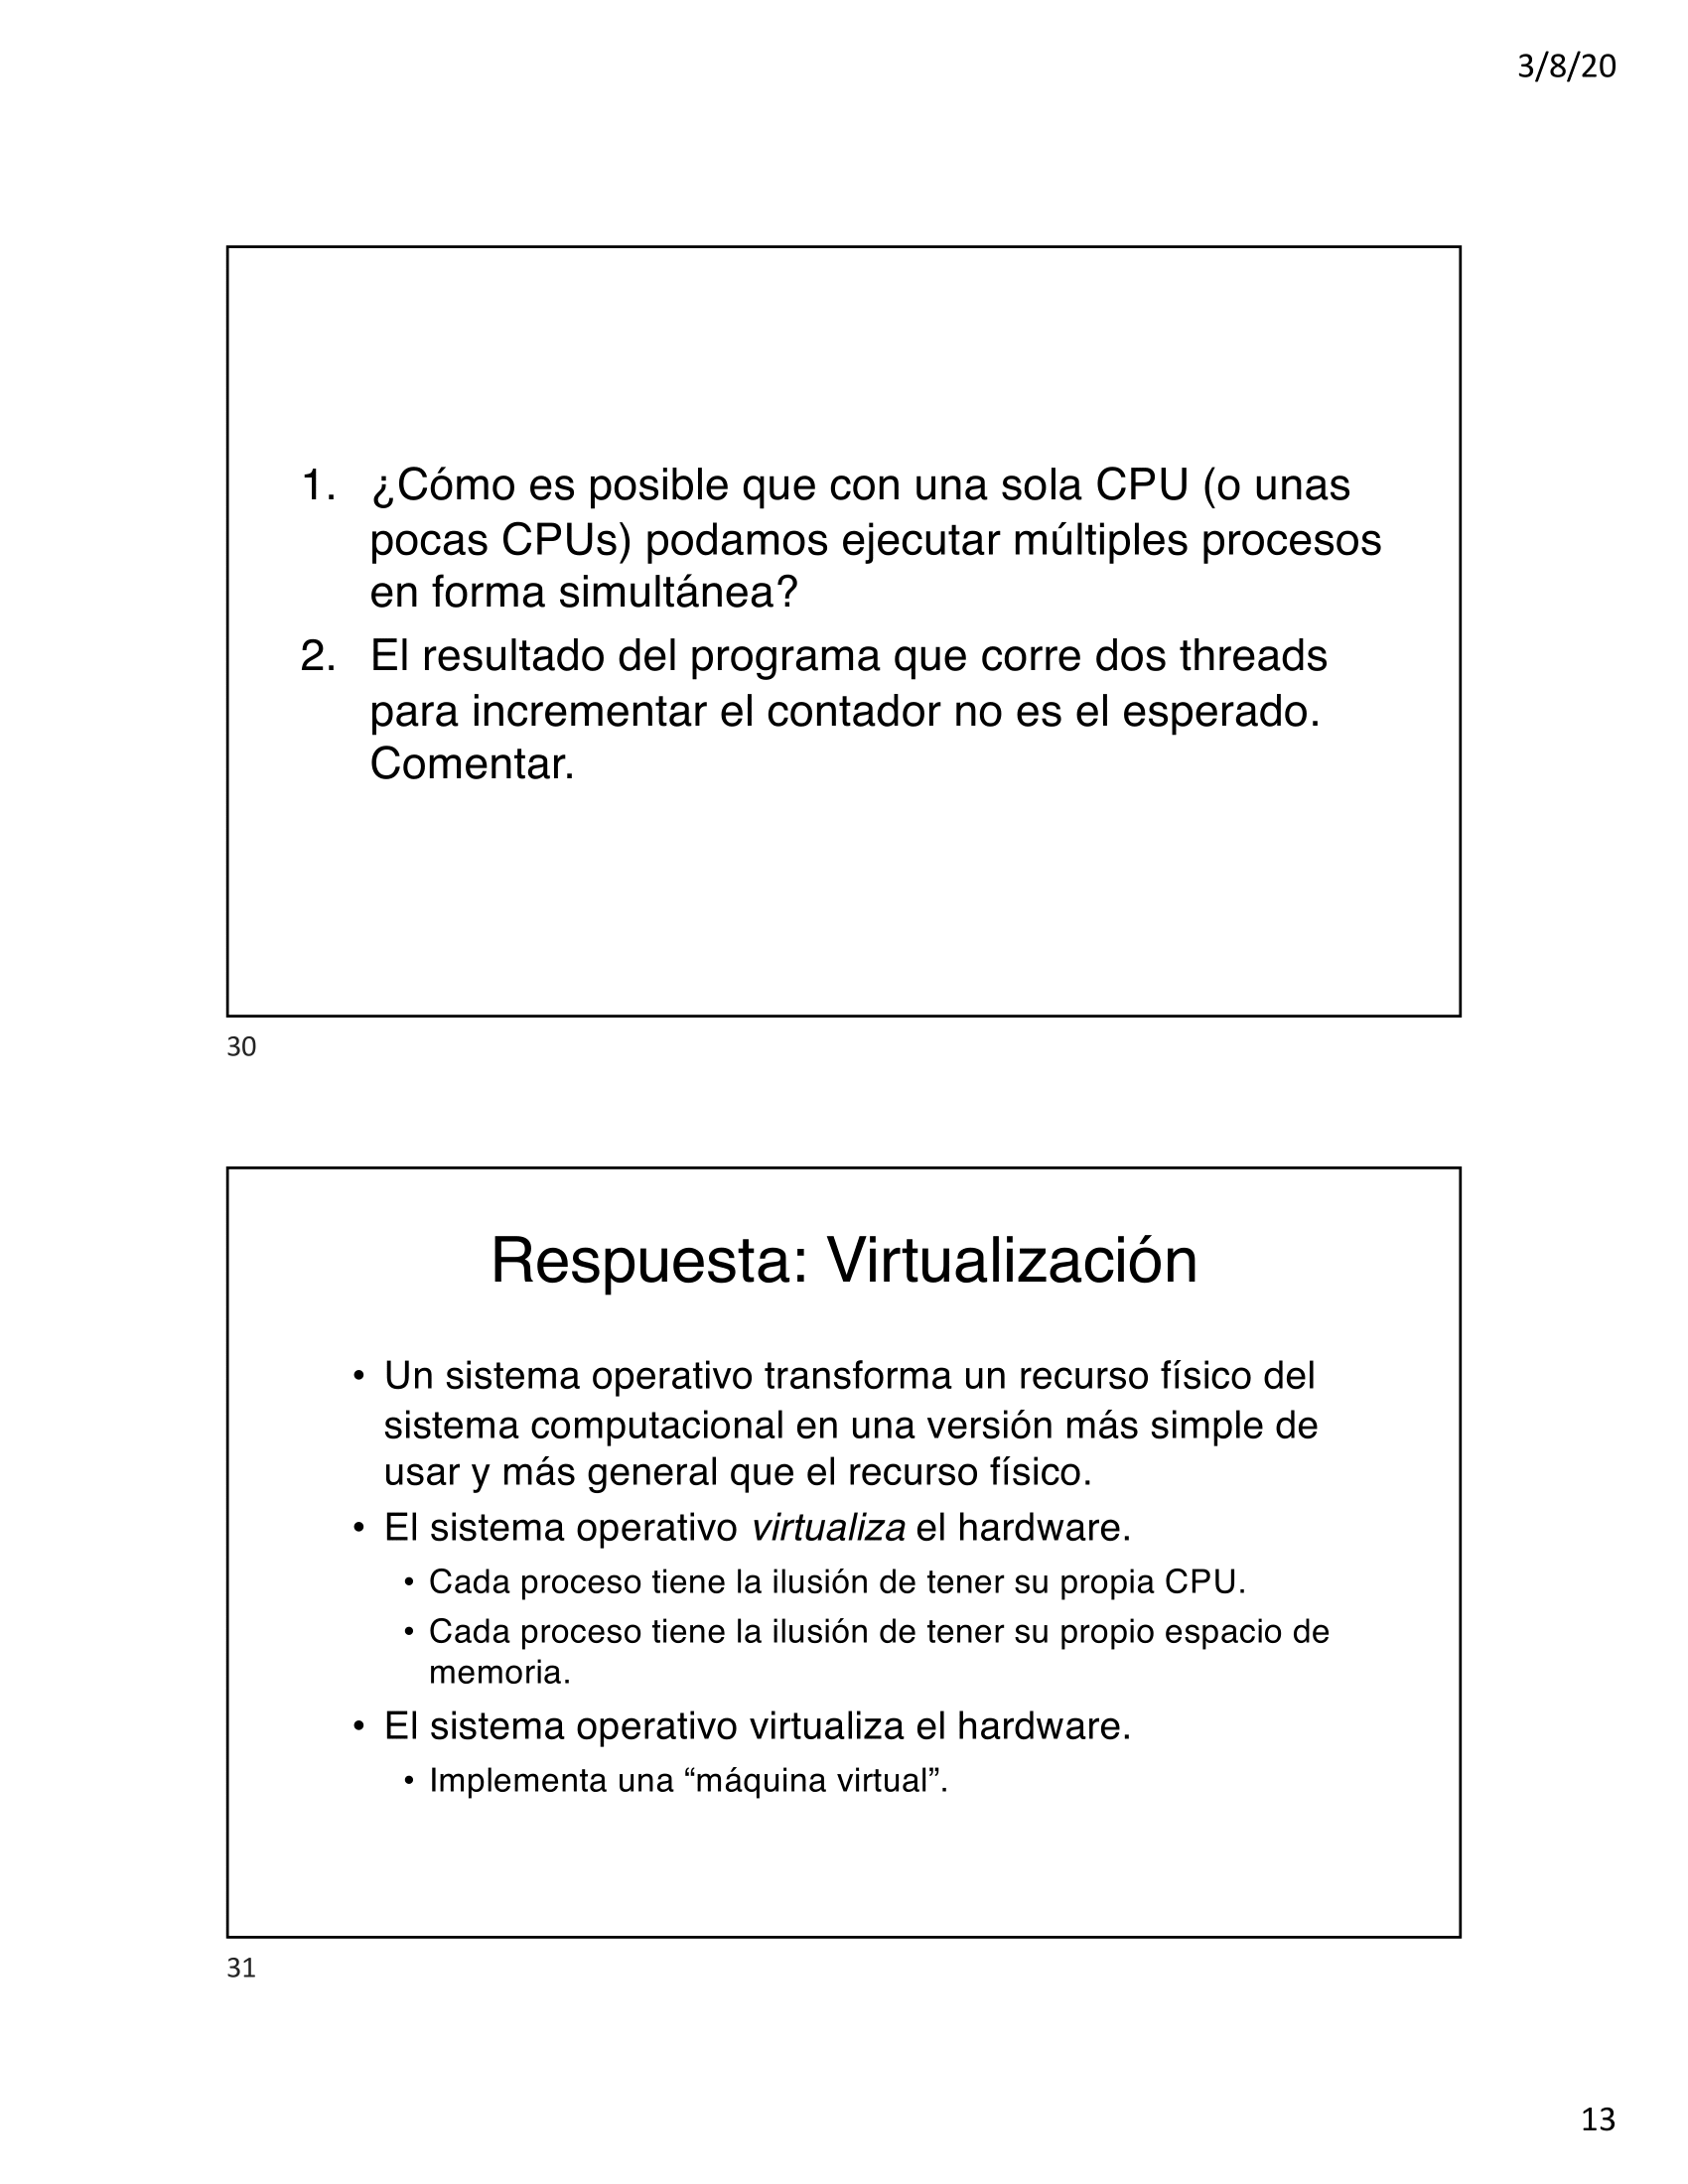 3/8/20
1. ¿Cómo es posible que con una sola CPU (o unas
pocas CPUs) podamos ejecutar múltiples procesos
en forma simultánea?
2. El resultado del programa que corre dos threads
para incrementar el contador no es el esperado.
Comentar.
30
Respuesta: Virtualización
• Un sistema operativo transforma un recurso físico del
sistema computacional en una versión más simple de
usar y más general que el recurso físico.
• El sistema operativo virtualiza el hardware.
• Cada proceso tiene la ilusión de tener su propia CPU.
• Cada proceso tiene la ilusión de tener su propio espacio de
memoria.
• El sistema operativo virtualiza el hardware.
• Implementa una “máquina virtual”.
31
13